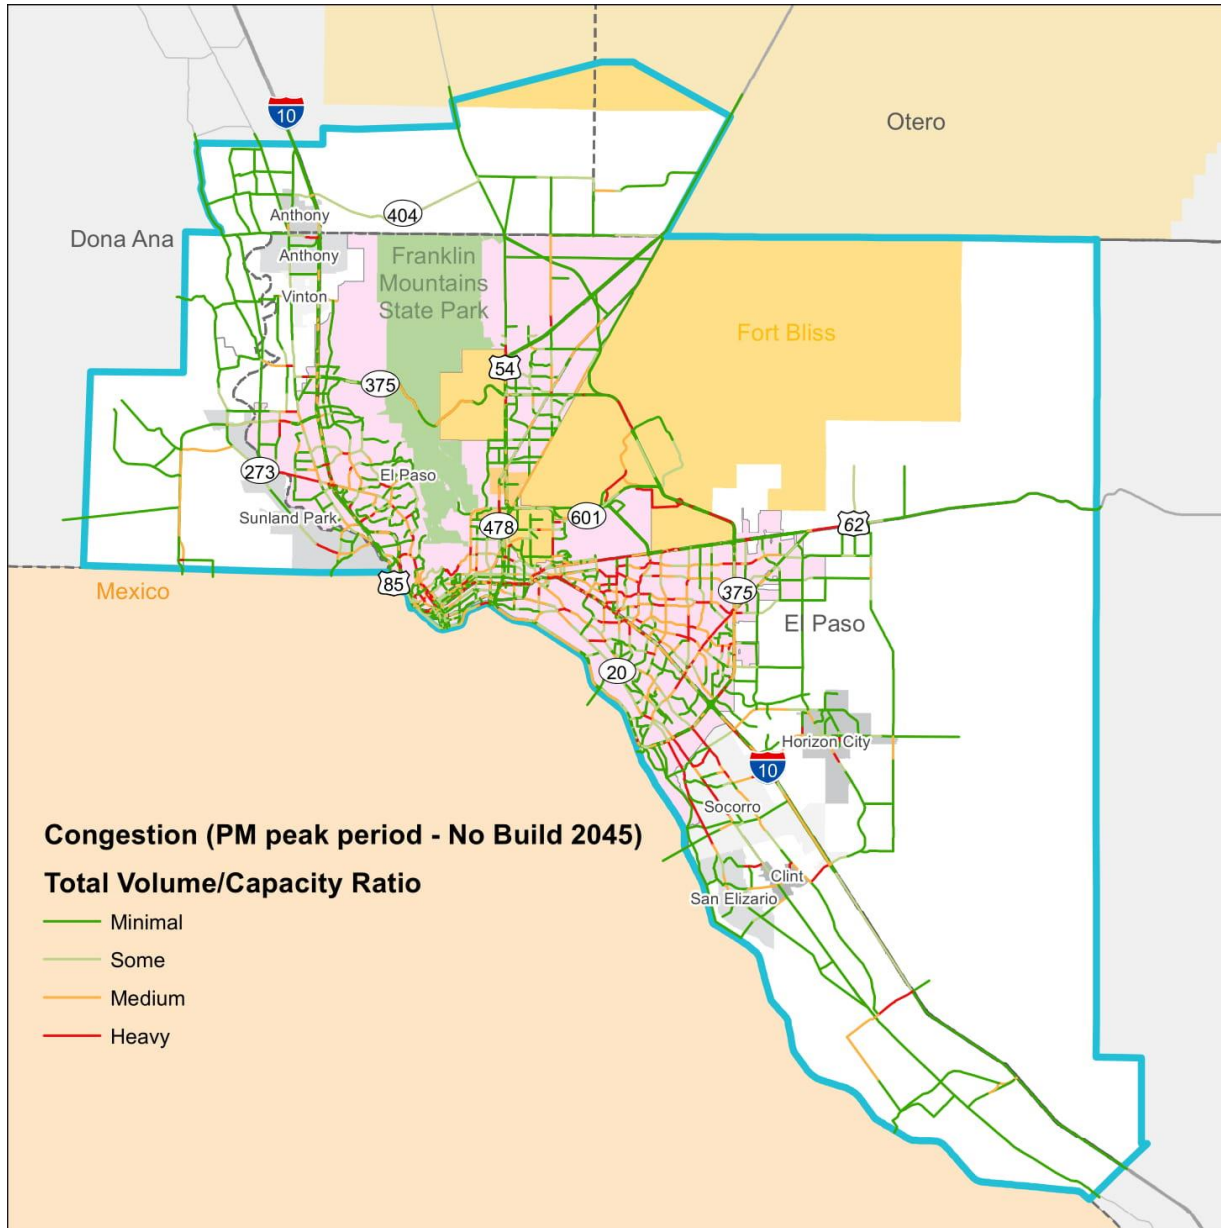 10
Otero
Anthony
404
Dona Ana
Anthony
Franklin
Mountains
State Park
Vinton
Fort Bliss
54
375
273
El Paso
Sunland Park
478
601
62
85
Mexico
375
El Paso
20
Horizon City
10
Socorro
Congestion (PM peak period - No Build 2045)
Total Volume/Capacity Ratio
Clint
San Elizario
Minimal
Some
Medium
Heavy